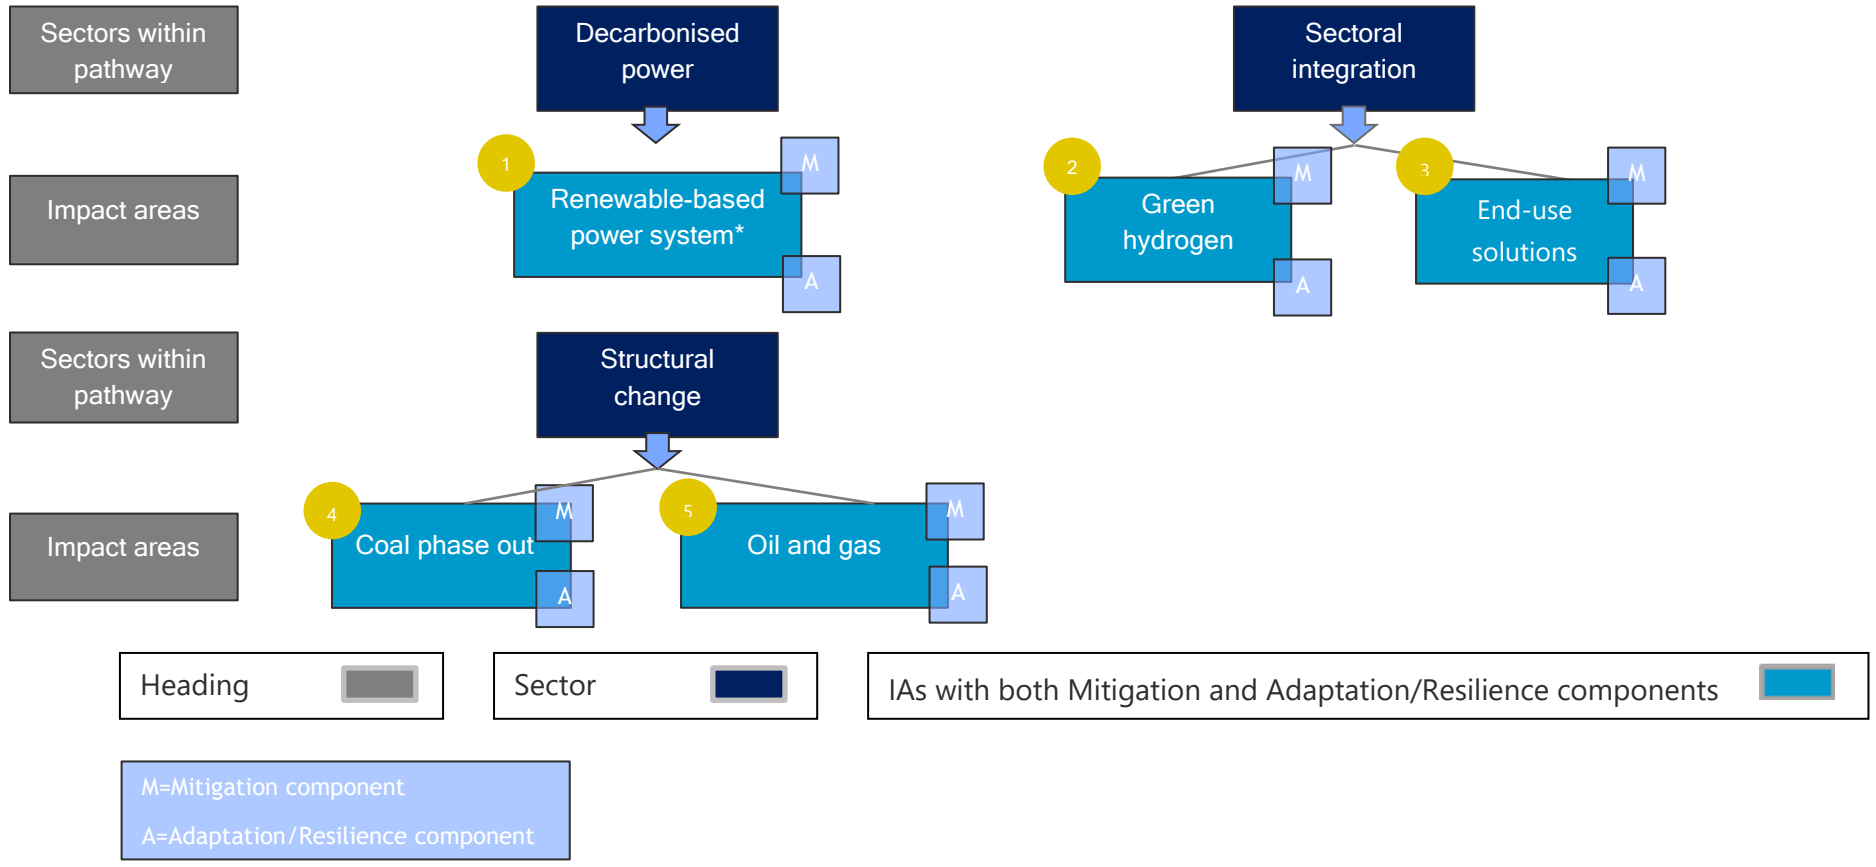 Sectors within
pathway
Decarbonised
power
Sectoral
integration
1
M
2
M
3
M
Impact areas
Renewable-based
power system*
Green
hydrogen
End-use
solutions
A
A
A
Sectors within
pathway
Structural
change
4
M
5
M
Impact areas
Coal phase out
Oil and gas
A
A
Heading
Sector
IAs with both Mitigation and Adaptation/Resilience components
M=Mitigation component
A=Adaptation/Resilience component